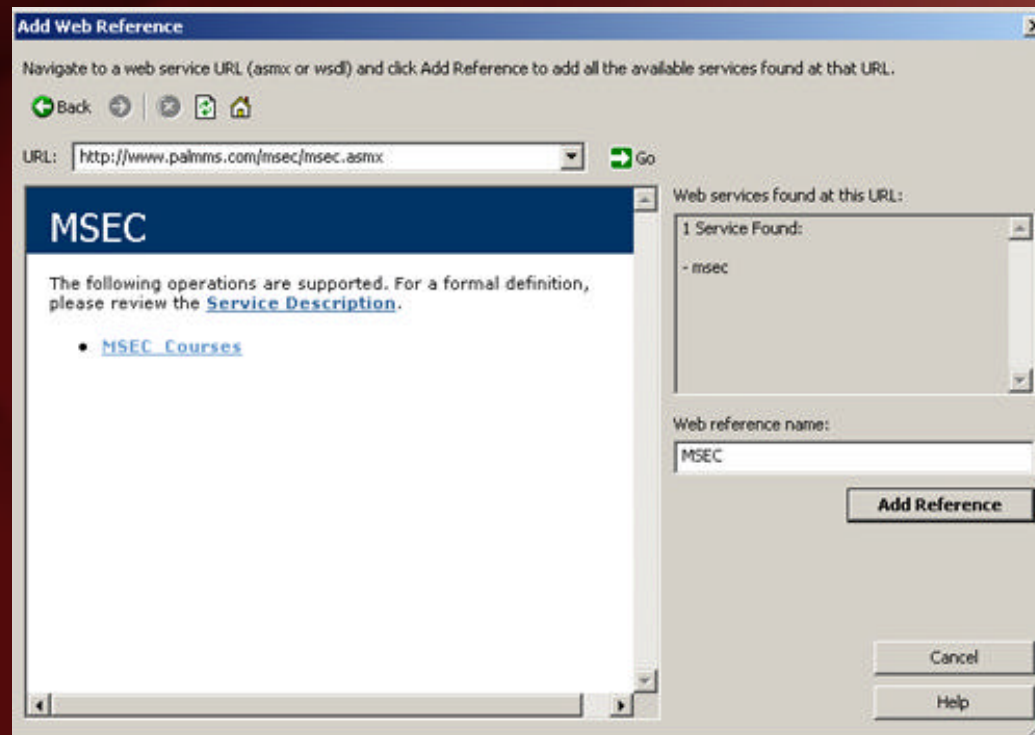 Add Web Reference
Navigate to a web service URL (asmx or wsdl) and click Add Reference to add all the available services found at that URL.
Back
URL: http://www.palmms.com/msec/msec.asmx Go
MSEC
The following operations are supported. For a formal definition,
please review the Service Description.
• MSEC_Courses
Web services found at this URL:
1 Service Found:
- msec
Web reference name:
MSEC
Add Reference
Cancel
Help